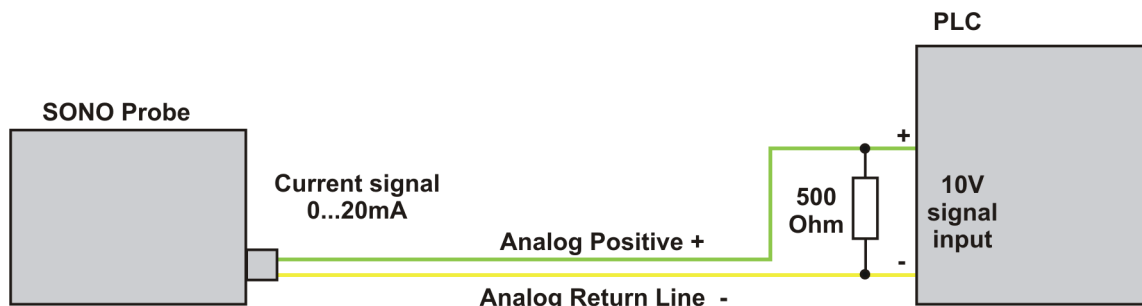 PLC
SONO Probe
+
Current signal
0...20mA
500
Ohm
10V
signal
input
Analog Positive +
-
Analog Return Line -